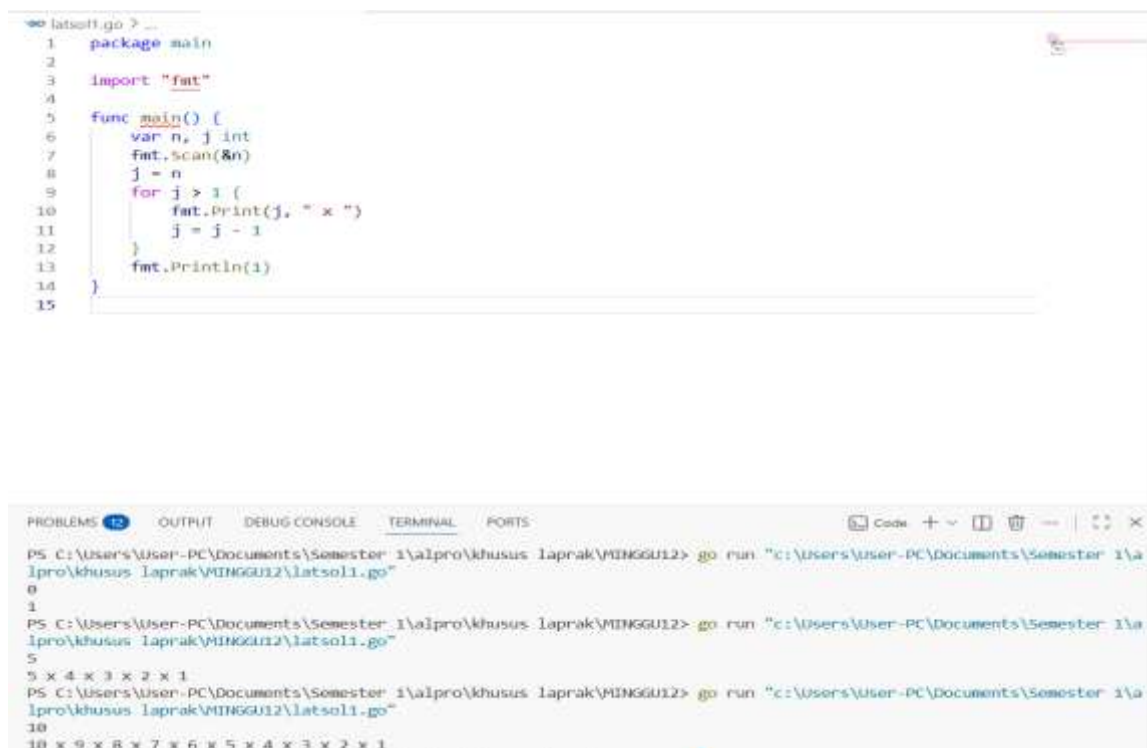 latsol1.go > ...
1 package main
2
3 import "fmt"
4
5 func main() {
6 var n, j int
7 fmt.Scan(&n)
8 j = n
9 for j > 1 {
10 fmt.Print(j, " x ")
11 j = j - 1
12 }
13 fmt.Println(1)
14 }
15
PROBLEMS 12 OUTPUT DEBUG CONSOLE TERMINAL PORTS Code
PS C:\Users\User-PC\Documents\Semester 1\alpro\khusus laprak\MINGGU12> go run "c:\Users\User-PC\Documents\Semester 1\a
lpro\khusus laprak\MINGGU12\latsol1.go"
0
1
PS C:\Users\User-PC\Documents\Semester 1\alpro\khusus laprak\MINGGU12> go run "c:\Users\User-PC\Documents\Semester 1\a
lpro\khusus laprak\MINGGU12\latsol1.go"
5
5 x 4 x 3 x 2 x 1
PS C:\Users\User-PC\Documents\Semester 1\alpro\khusus laprak\MINGGU12> go run "c:\Users\User-PC\Documents\Semester 1\a
lpro\khusus laprak\MINGGU12\latsol1.go"
10
10 x 9 x 8 x 7 x 6 x 5 x 4 x 3 x 2 x 1